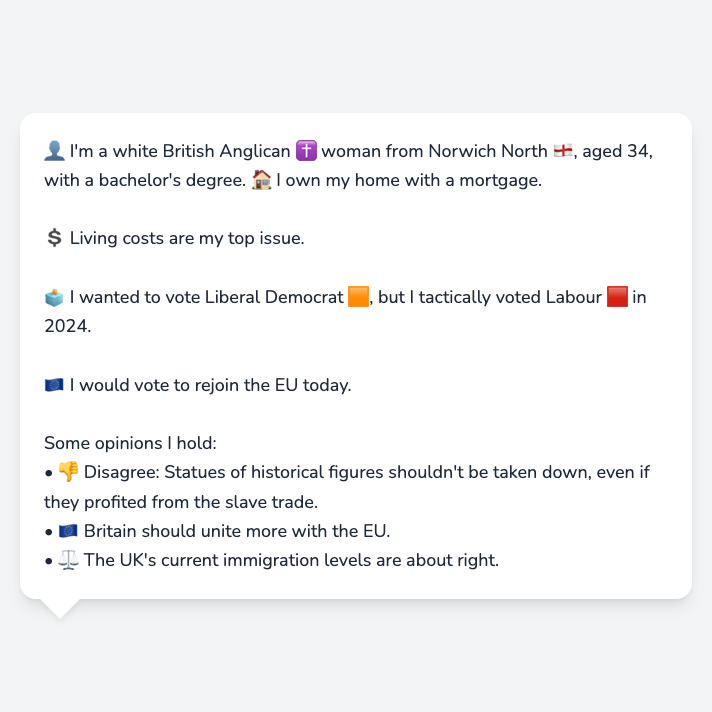 👤 I'm a white British Anglican ✝️ woman from Norwich North 🏴󠁧󠁢󠁥󠁮󠁧󠁿, aged 34,
with a bachelor's degree. 🏠 I own my home with a mortgage.
💲 Living costs are my top issue.
🗳️ I wanted to vote Liberal Democrat 🟧, but I tactically voted Labour 🟥 in
2024.
🇪🇺 I would vote to rejoin the EU today.
Some opinions I hold:
• 👎 Disagree: Statues of historical figures shouldn't be taken down, even if
they profited from the slave trade.
• 🇪🇺 Britain should unite more with the EU.
• ⚖️ The UK's current immigration levels are about right.